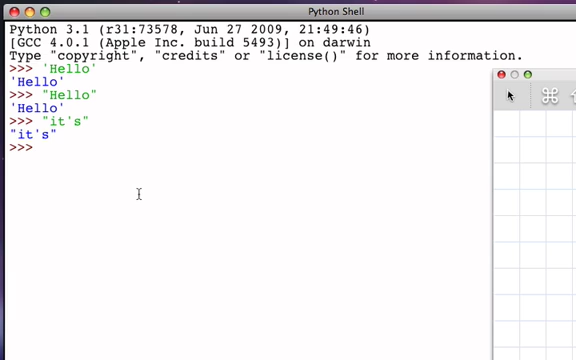 Python Shell
Python 3.1 (r31:73578, Jun 27 2009, 21:49:46)
[GCC 4.0.1 (Apple Inc. build 5493)] on darwin
Type "copyright", "credits" or "license()" for more information.
>>> 'Hello'
'Hello'
>>> "Hello"
'Hello'
>>> "it's"
"it's"
>>>